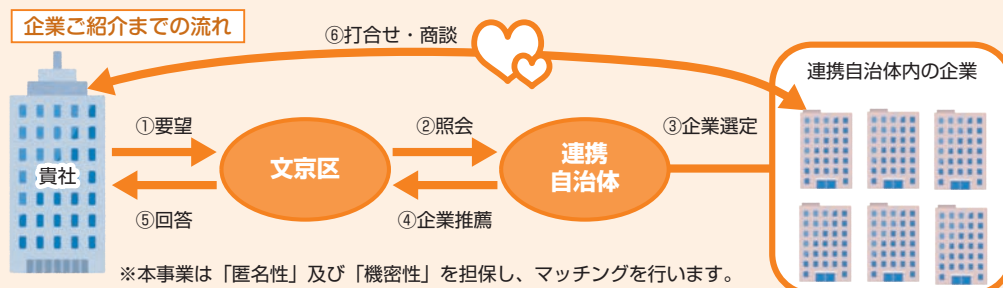 企業ご紹介までの流れ
⑥打合せ・商談
連携自治体内の企業
①要望
②照会
③企業選定
貴社
文京区
連携
自治体
⑤回答
④企業推薦
※本事業は「匿名性」及び「機密性」を担保し、マッチングを行います。